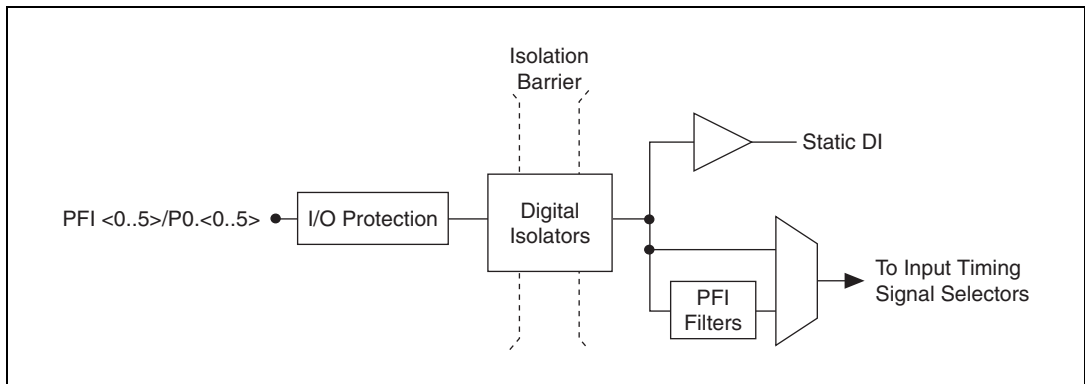 Isolation
Barrier
Static DI
PFI <0..5>/P0.<0..5>
I/O Protection
Digital
Isolators
PFI
Filters
To Input Timing
Signal Selectors